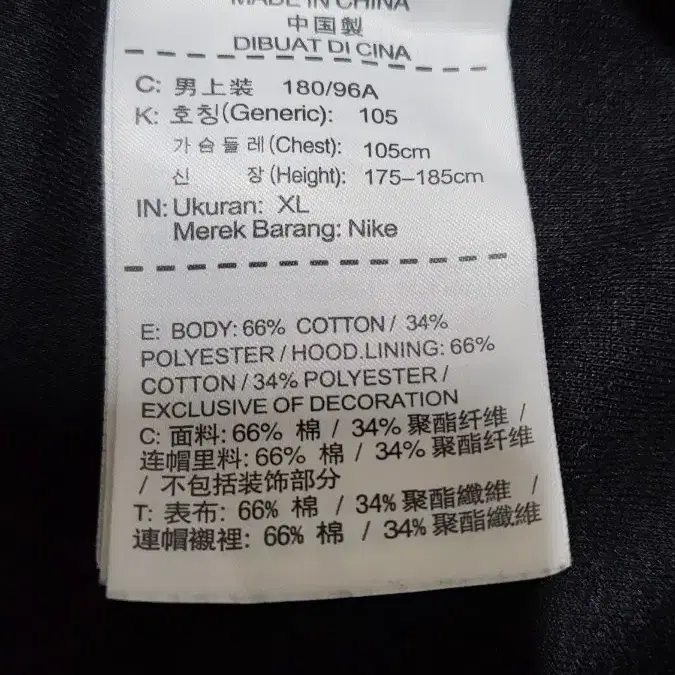 MADE IN CHINA
中国製
DIBUAT DI CINA
C: 男上装 180/96A
K: 호칭(Generic): 105
가슴둘레(Chest): 105cm
신 장(Height): 175-185cm
IN: Ukuran: XL
Merek Barang: Nike
E: BODY: 66% COTTON / 34%
POLYESTER / HOOD.LINING: 66%
COTTON / 34% POLYESTER /
EXCLUSIVE OF DECORATION
C: 面料: 66% 棉 / 34% 聚酯纤维 /
连帽里料: 66% 棉 / 34% 聚酯纤维
/ 不包括装饰部分
T: 表布: 66% 棉 / 34% 聚酯纖維 /
連帽襯裡: 66% 棉 / 34% 聚酯纖維